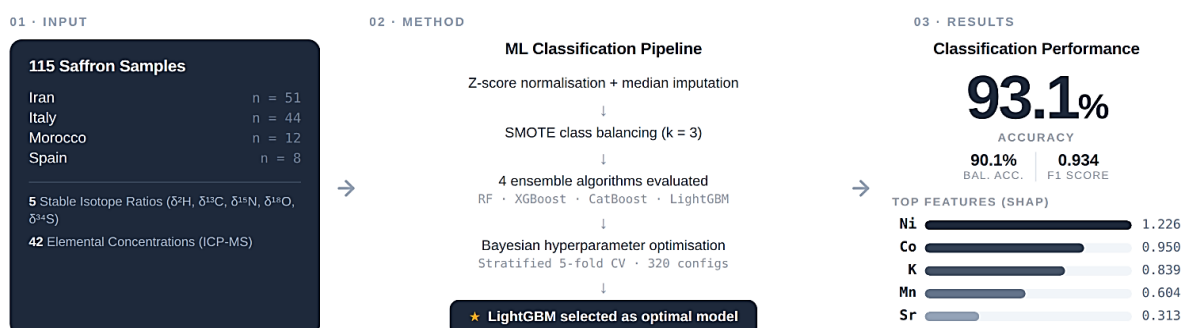 01 · INPUT
115 Saffron Samples
Iran n = 51
Italy n = 44
Morocco n = 12
Spain n = 8
5 Stable Isotope Ratios (δ²H, δ¹³C, δ¹⁵N, δ¹⁸O,
δ³⁴S)
42 Elemental Concentrations (ICP-MS)
→
02 · METHOD
ML Classification Pipeline
Z-score normalisation + median imputation
↓
SMOTE class balancing (k = 3)
↓
4 ensemble algorithms evaluated
RF · XGBoost · CatBoost · LightGBM
↓
Bayesian hyperparameter optimisation
Stratified 5-fold CV · 320 configs
↓
★ LightGBM selected as optimal model
→
03 · RESULTS
Classification Performance
93.1%
ACCURACY
90.1% 0.934
BAL. ACC. F1 SCORE
TOP FEATURES (SHAP)
Ni 1.226
Co 0.950
K 0.839
Mn 0.604
Sr 0.313